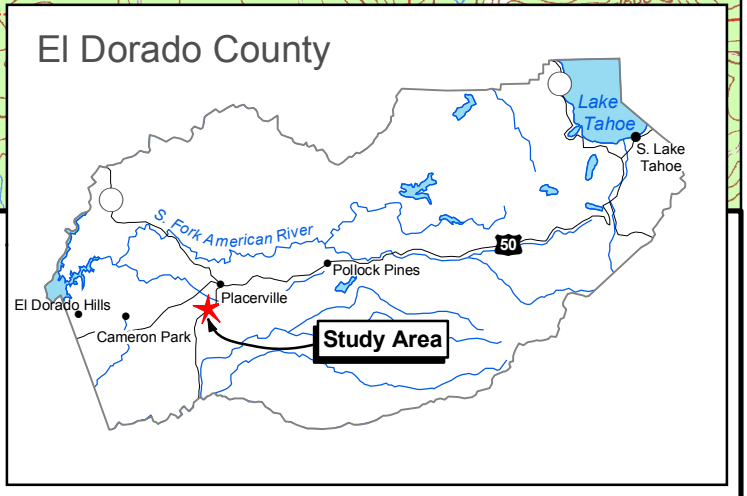 El Dorado County
Lake
Tahoe
S. Lake
Tahoe
S. Fork American River
50
Pollock Pines
Placerville
El Dorado Hills
Cameron Park
Study Area